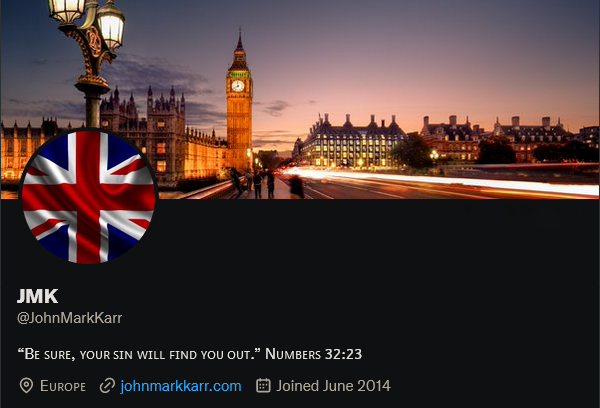 JMK
@JohnMarkKarr
“Be sure, your sin will find you out.” Numbers 32:23
Europe johnmarkkarr.com Joined June 2014